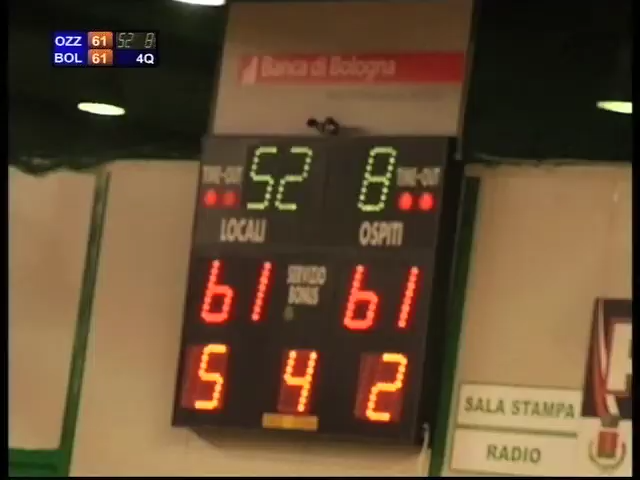 OZZ 61 52 8
BOL 61 4Q
Banca di Bologna
TIME-OUT 52 8 TIME-OUT
LOCALI OSPITI
61 SERVIZIO BONUS 61
5 4 2
SALA STAMPA
RADIO